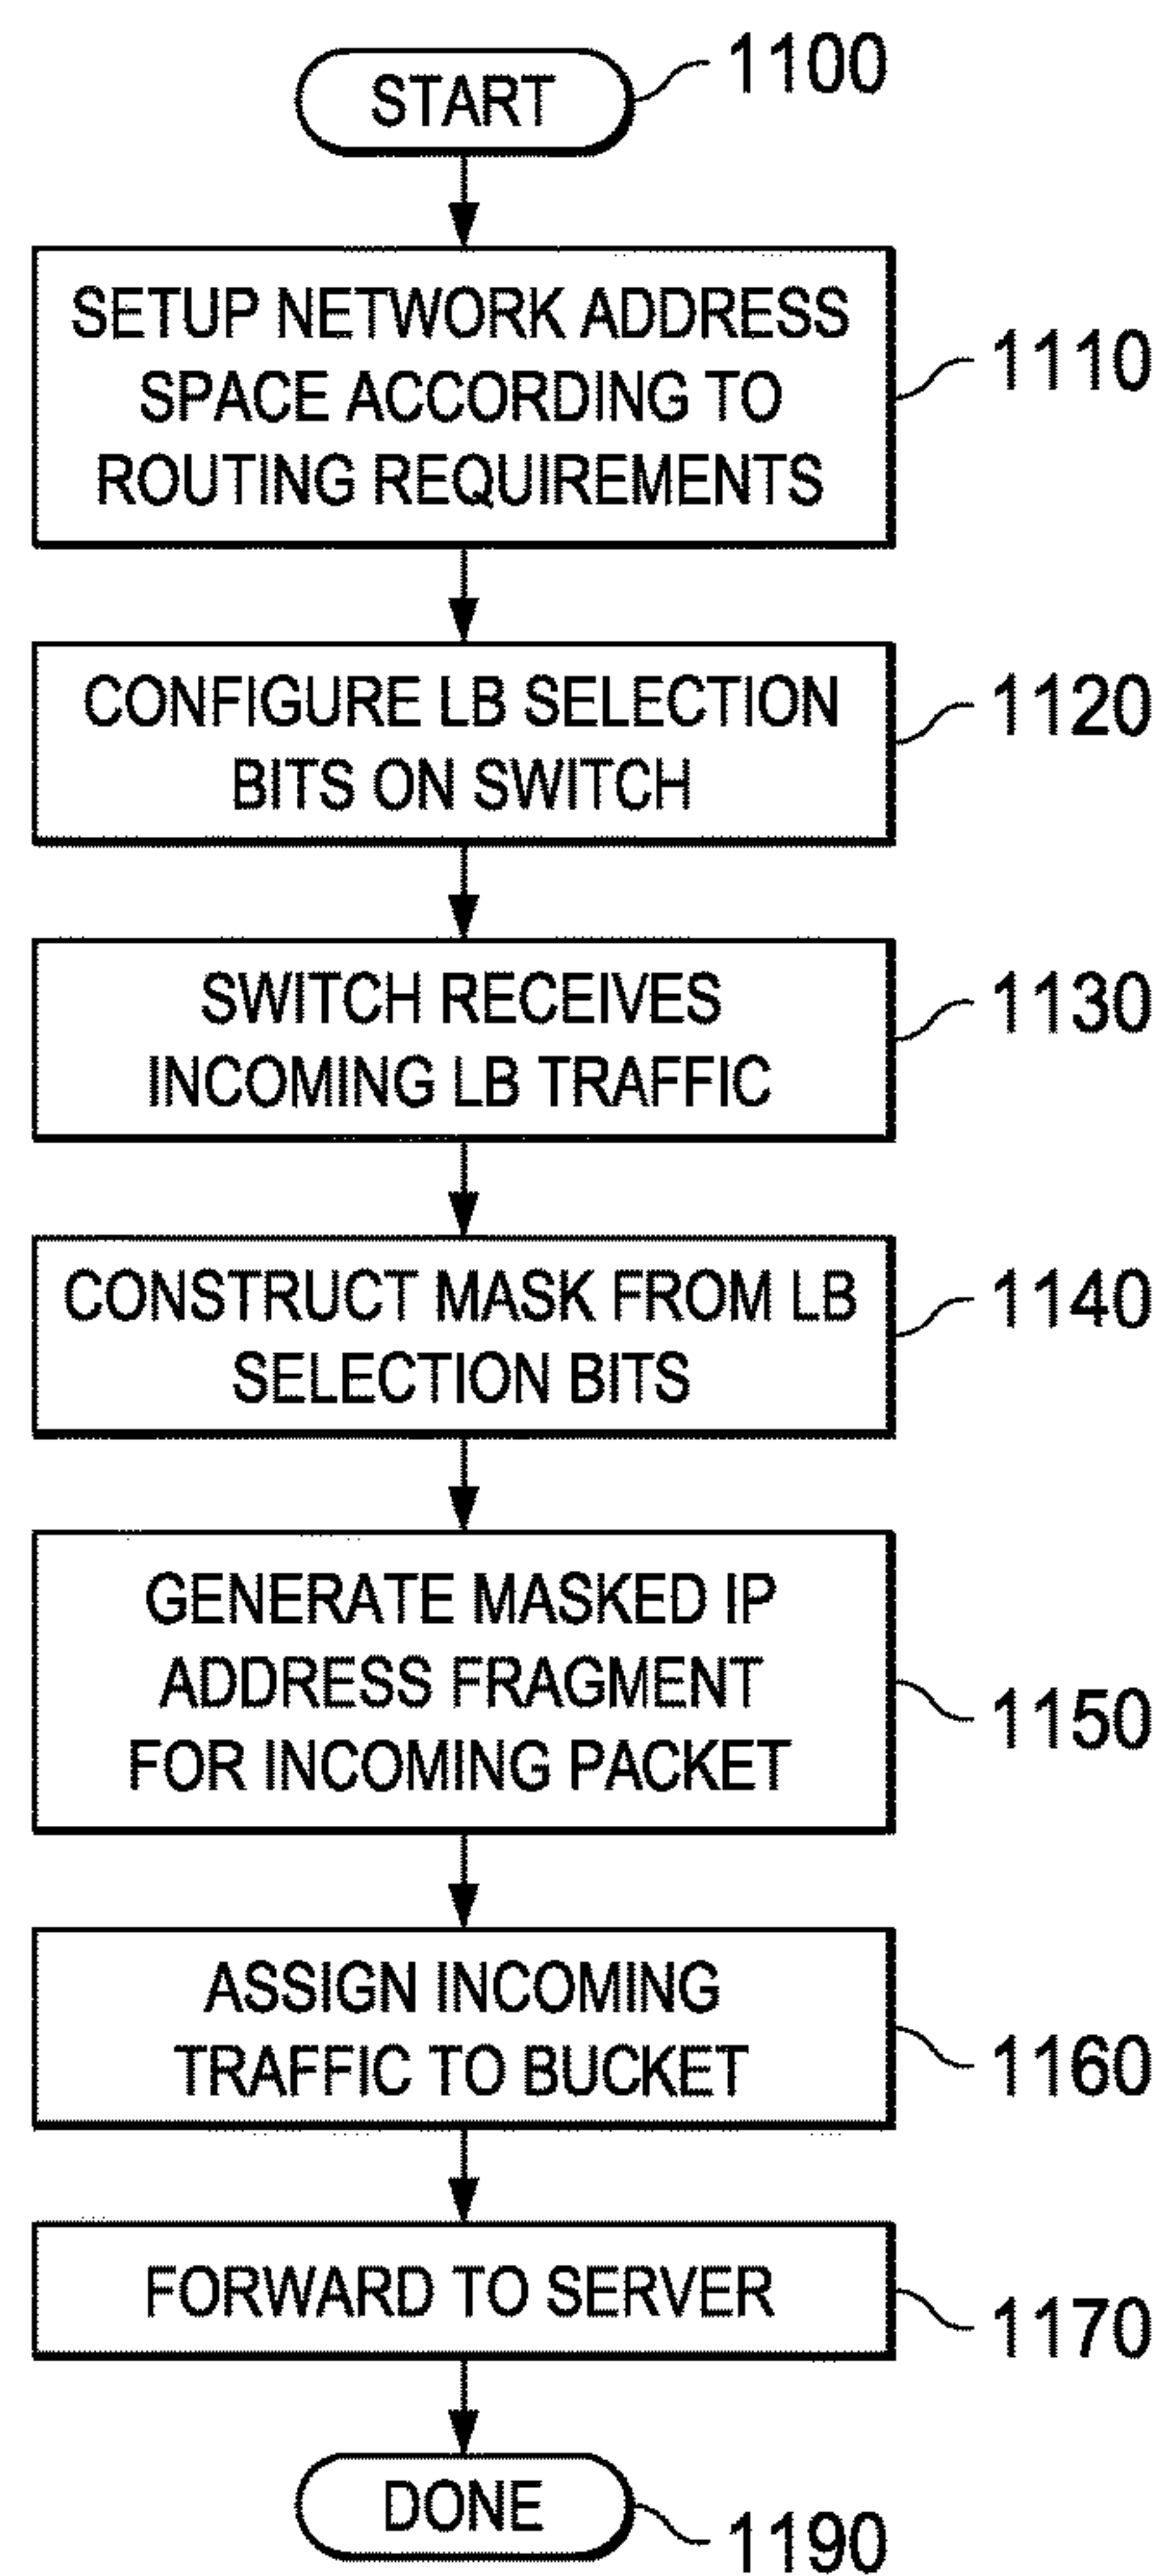 START
1100
SETUP NETWORK ADDRESS
SPACE ACCORDING TO
ROUTING REQUIREMENTS
1110
CONFIGURE LB SELECTION
BITS ON SWITCH
1120
SWITCH RECEIVES
INCOMING LB TRAFFIC
1130
CONSTRUCT MASK FROM LB
SELECTION BITS
1140
GENERATE MASKED IP
ADDRESS FRAGMENT
FOR INCOMING PACKET
1150
ASSIGN INCOMING
TRAFFIC TO BUCKET
1160
FORWARD TO SERVER
1170
DONE
1190